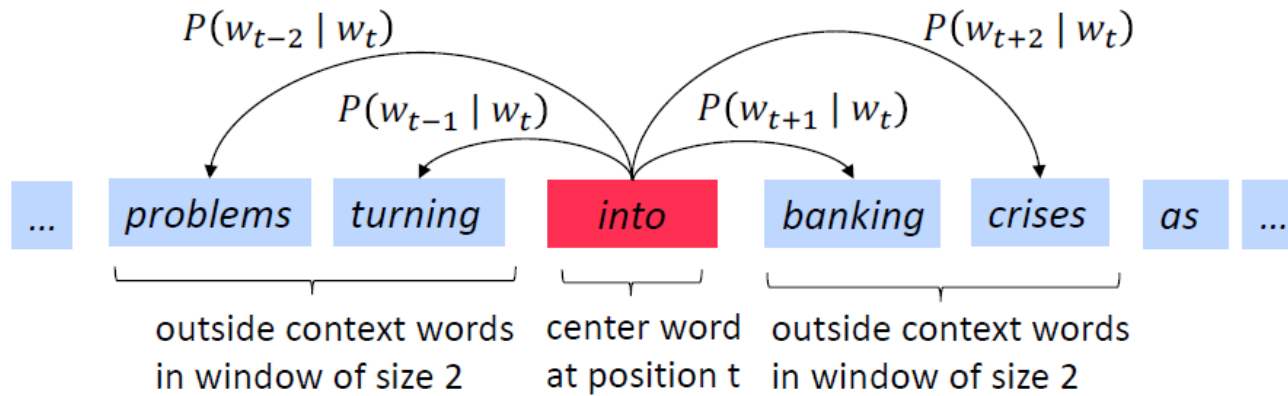 P(w_{t−2} | w_t) P(w_{t+2} | w_t)
P(w_{t−1} | w_t) P(w_{t+1} | w_t)
... problems turning into banking crises as ...
outside context words center word outside context words
in window of size 2 at position t in window of size 2